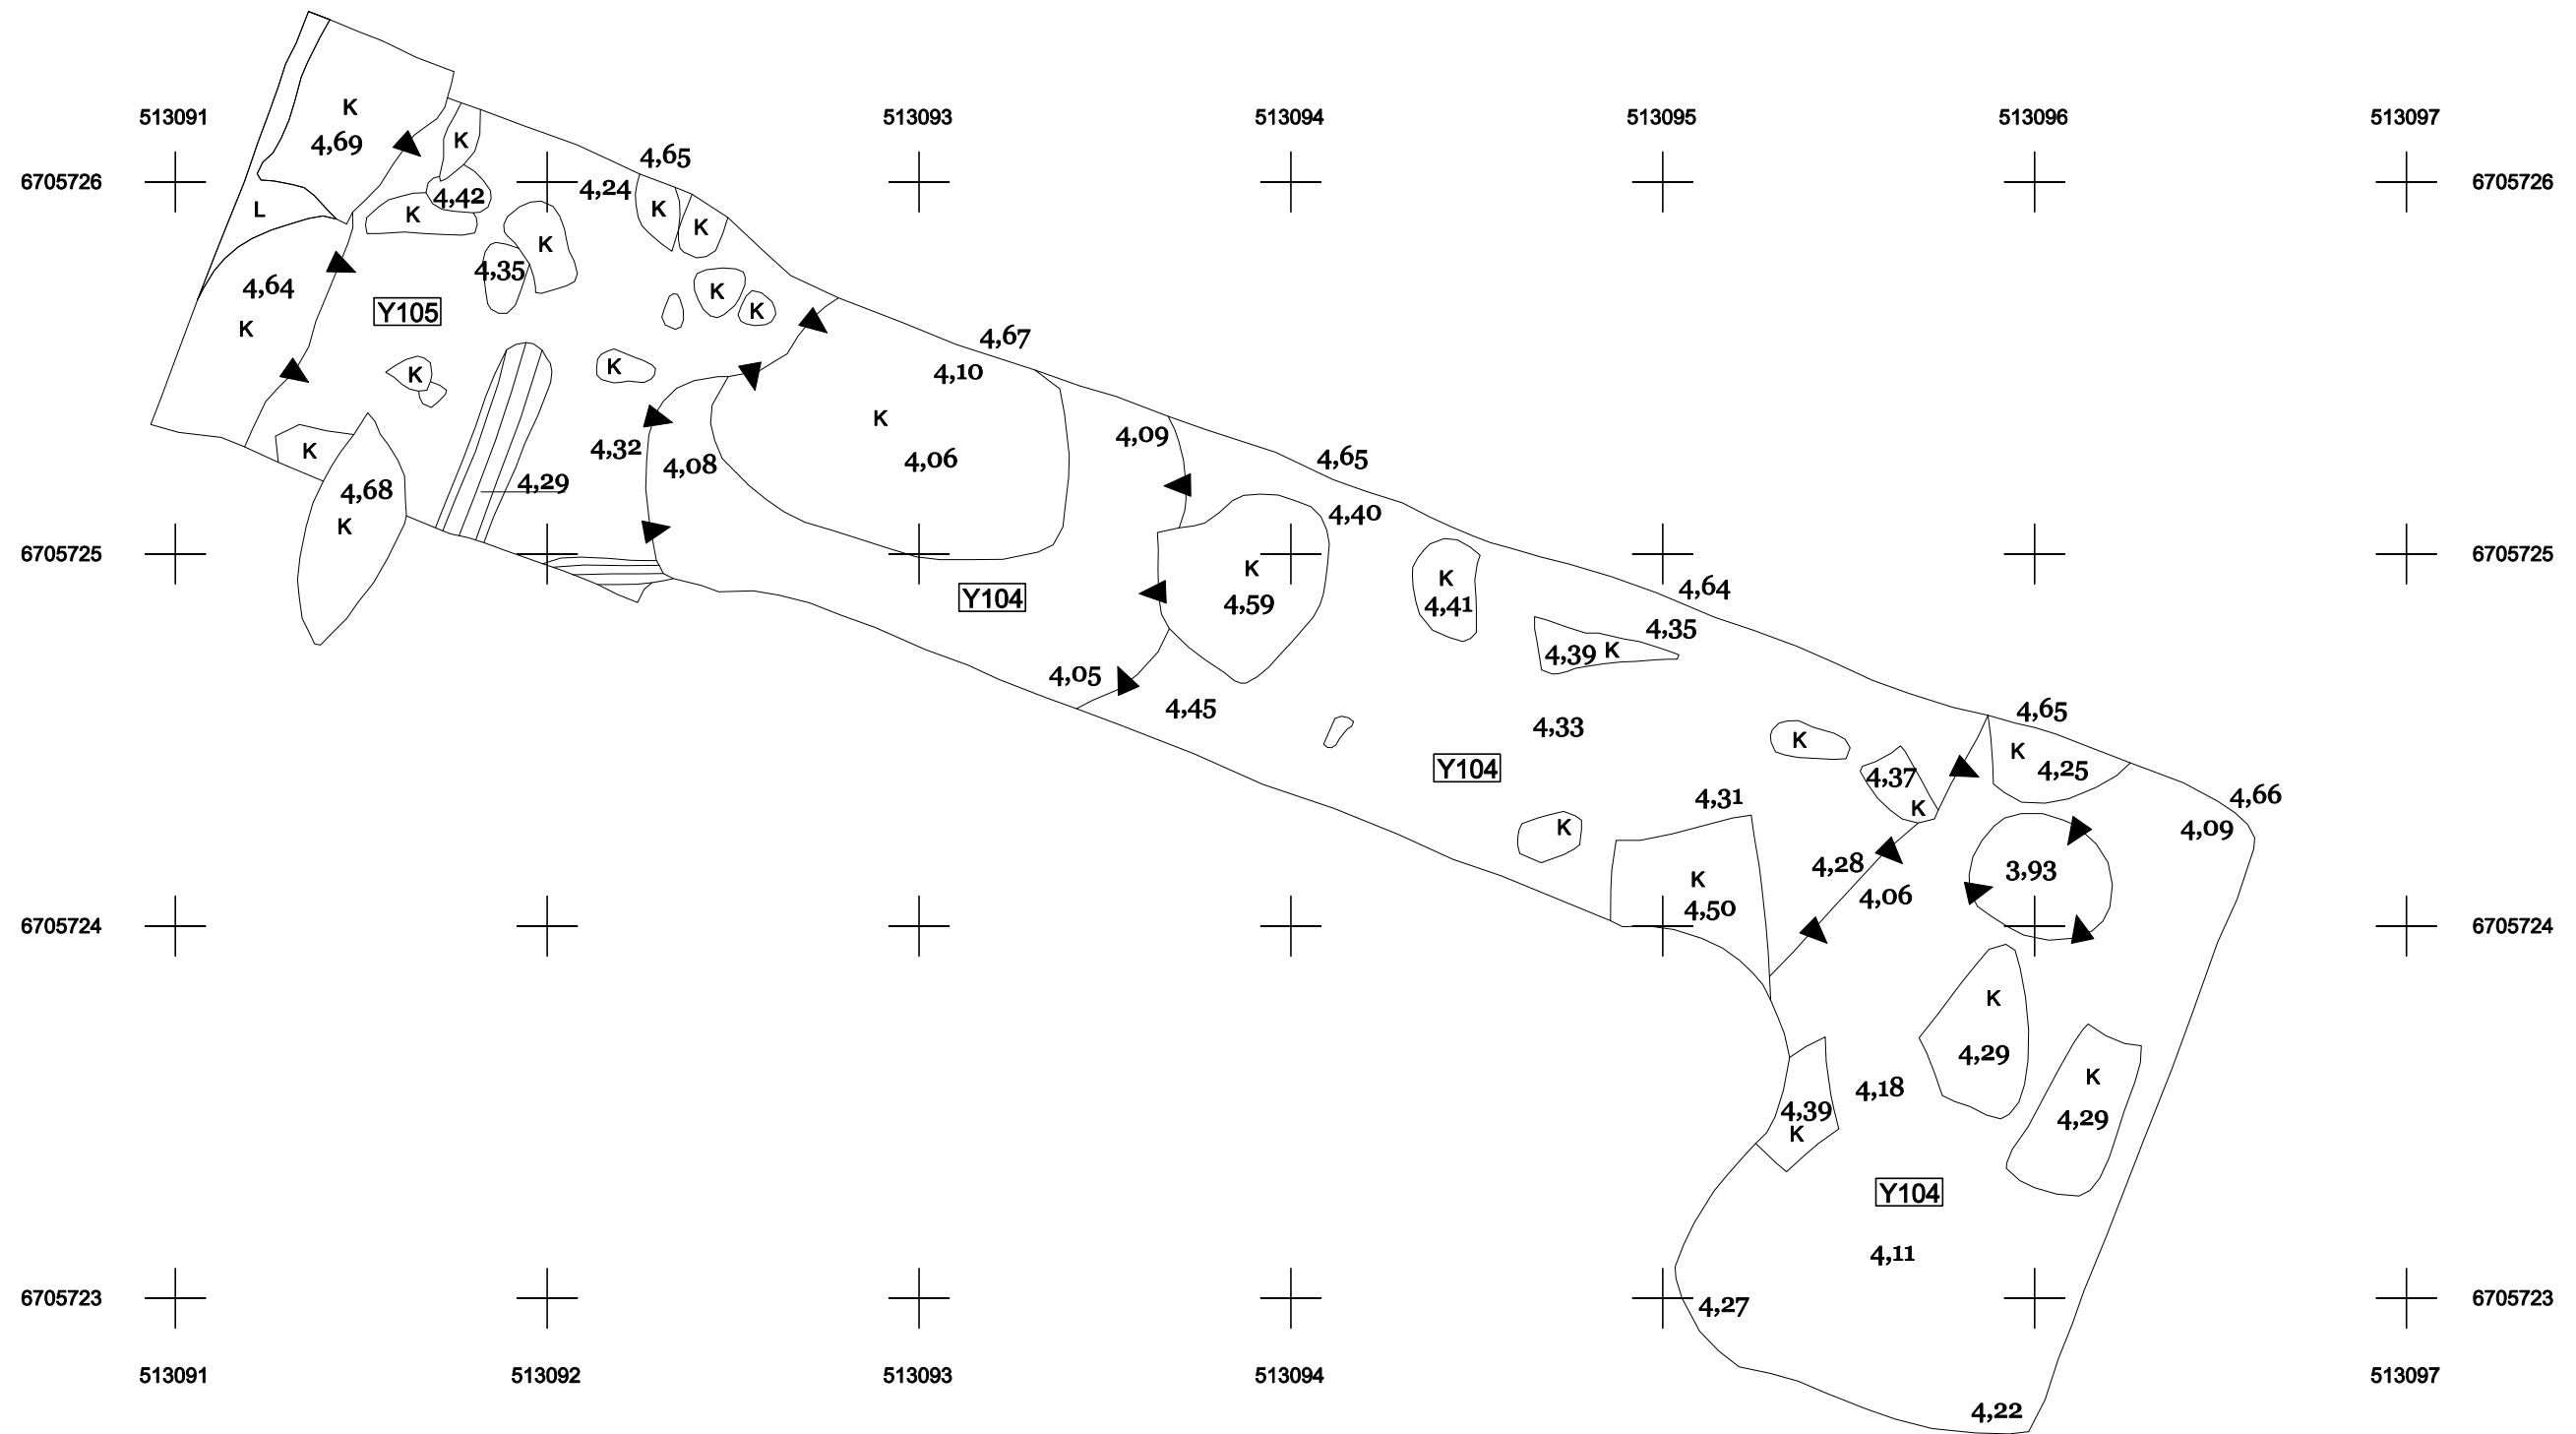 K
513091 513093 513094 513095 513096 513097
K
4,69
4,65
6705726 4,24 6705726
4,42
L K K K
K
4,35
4,64 K
Y105 K
K
4,67
K K 4,10
K
4,09
K 4,32 4,08 4,06 4,65
4,68 4,29
K 4,40
6705725 6705725
K K
4,64
Y104 4,59 4,41
4,35
4,39 K
4,05
4,45 4,65
4,33
K K
Y104 4,37 4,25
4,31 K 4,66
K 4,09
4,28 3,93
K 4,06
4,50
6705724 6705724
K
4,29 K
4,18
4,39 4,29
K
Y104
4,11
6705723 4,27 6705723
513091 513092 513093 513094 513097
4,22